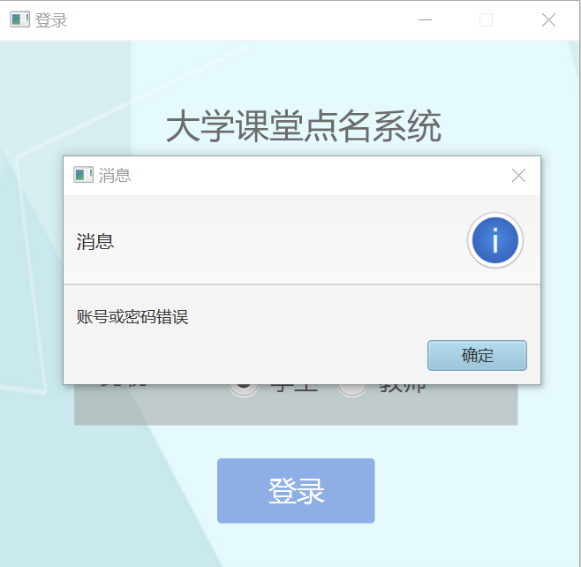 登录
大学课堂点名系统
消息
消息
账号或密码错误
确定
学生 教师
登录